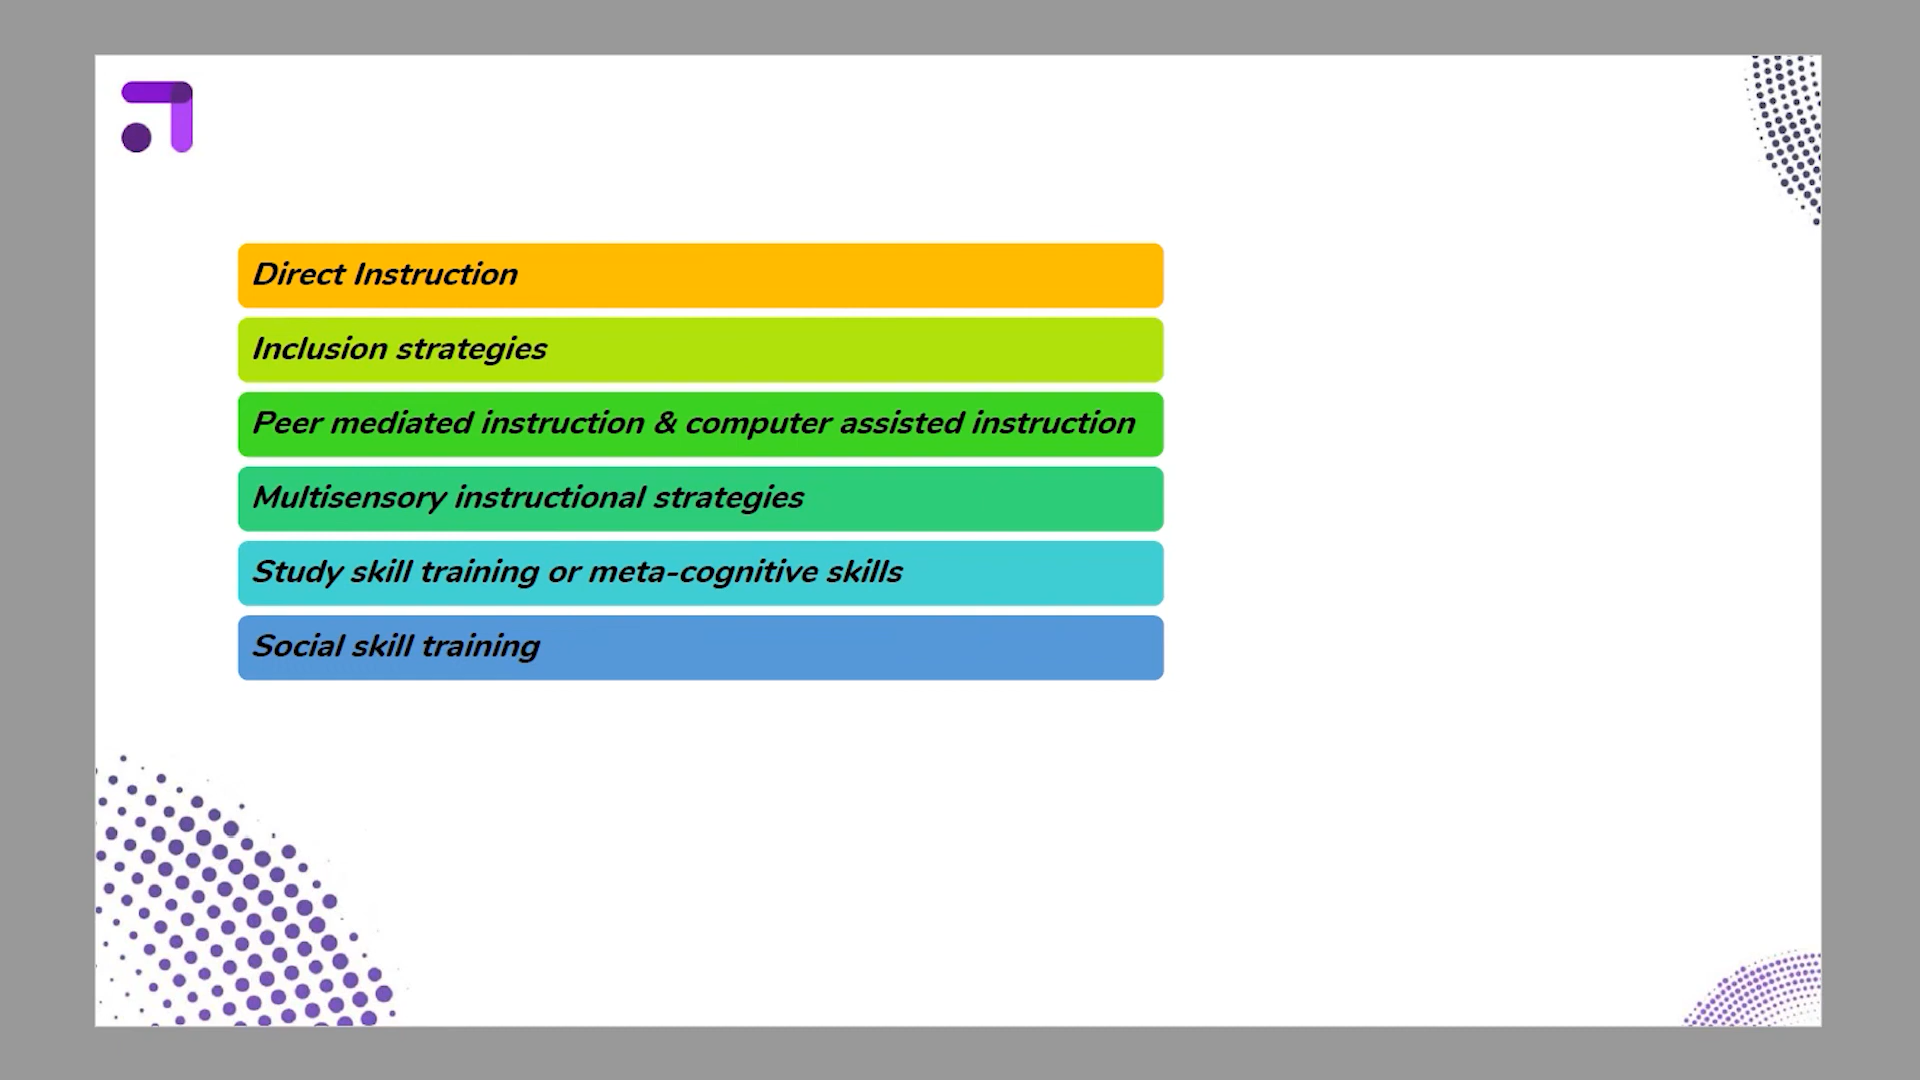 Direct Instruction
Inclusion strategies
Peer mediated instruction & computer assisted instruction
Multisensory instructional strategies
Study skill training or meta-cognitive skills
Social skill training